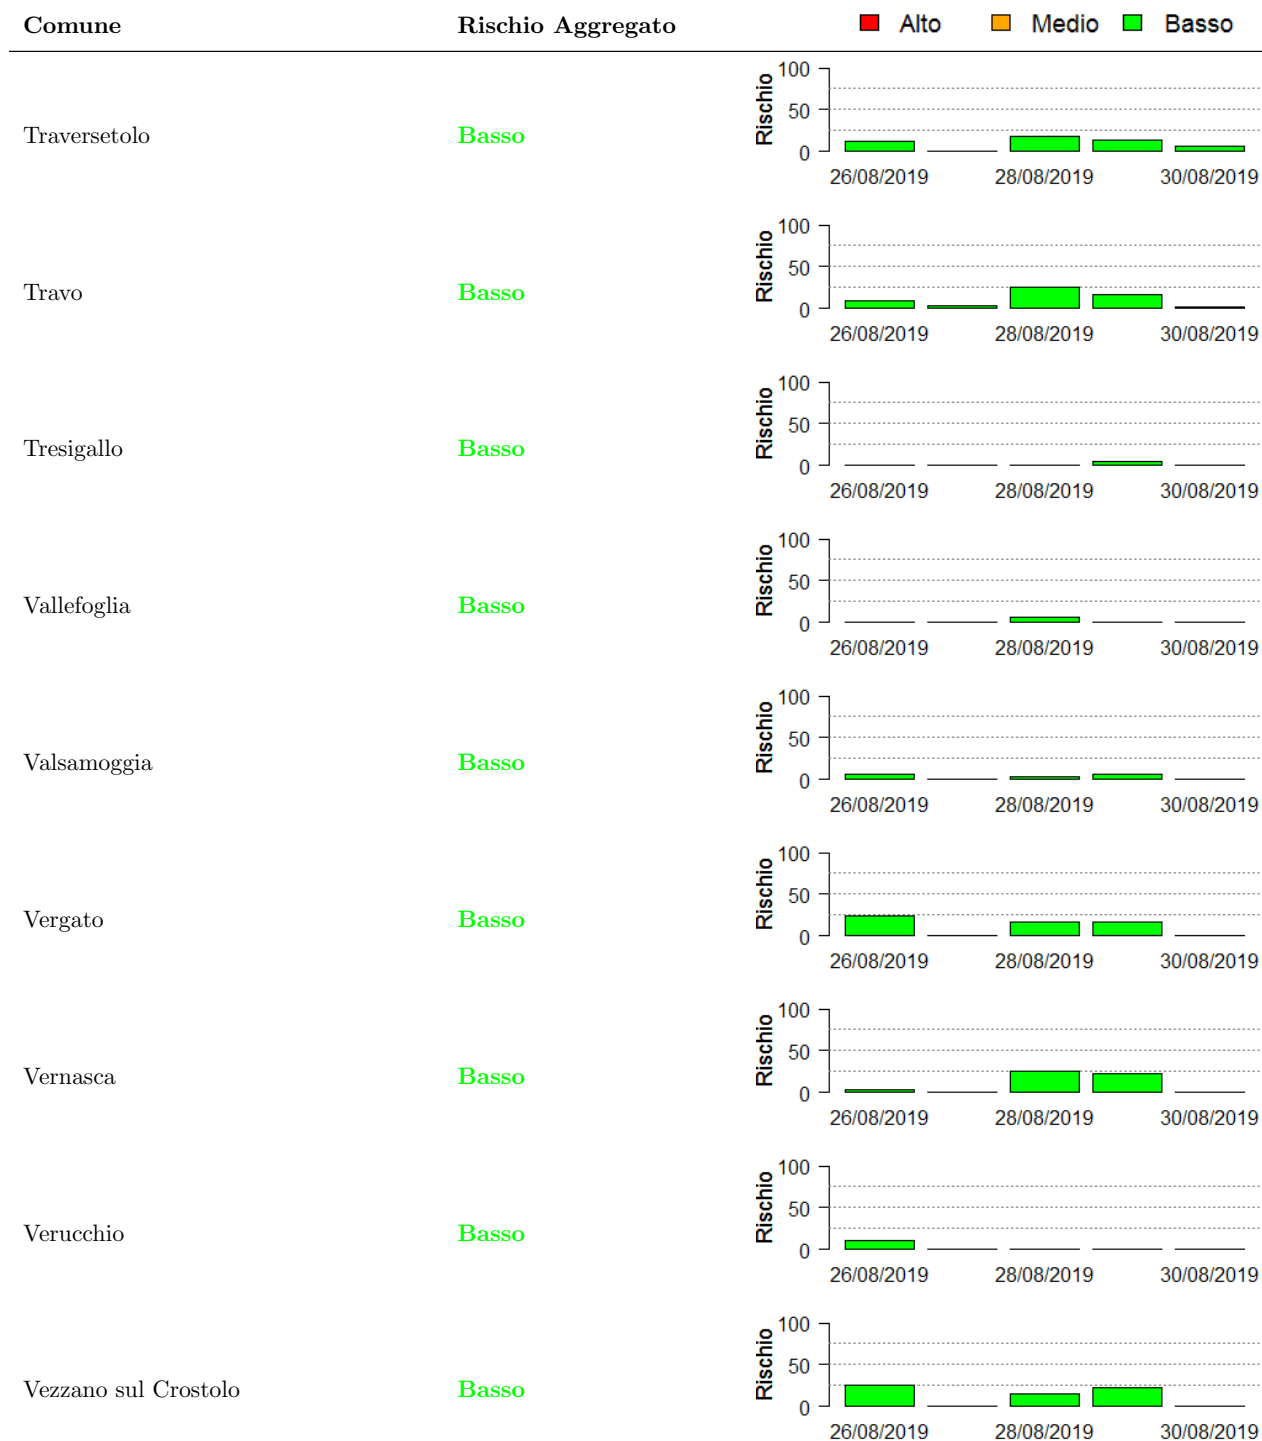 Comune Rischio Aggregato Alto Medio Basso
Traversetolo Basso
Rischio
100
50
0
26/08/2019 28/08/2019 30/08/2019
Travo Basso
Rischio
100
50
0
26/08/2019 28/08/2019 30/08/2019
Tresigallo Basso
Rischio
100
50
0
26/08/2019 28/08/2019 30/08/2019
Vallefoglia Basso
Rischio
100
50
0
26/08/2019 28/08/2019 30/08/2019
Valsamoggia Basso
Rischio
100
50
0
26/08/2019 28/08/2019 30/08/2019
Vergato Basso
Rischio
100
50
0
26/08/2019 28/08/2019 30/08/2019
Vernasca Basso
Rischio
100
50
0
26/08/2019 28/08/2019 30/08/2019
Verucchio Basso
Rischio
100
50
0
26/08/2019 28/08/2019 30/08/2019
Vezzano sul Crostolo Basso
Rischio
100
50
0
26/08/2019 28/08/2019 30/08/2019